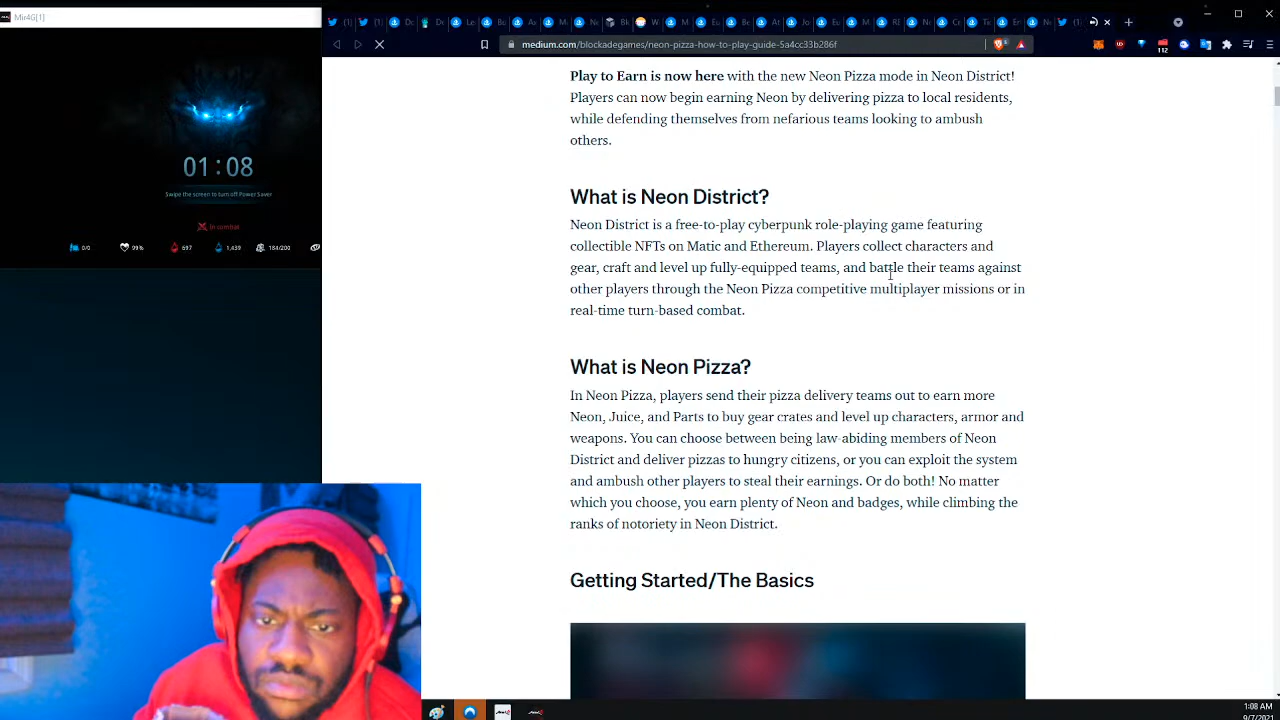 Mir4G[1]
01:08
Swipe the screen to turn off Power Saver
In combat
0/0 99% 597 1,439 184/200
medium.com/blockadegames/neon-pizza-how-to-play-guide-5a4cc33b286f
112
Play to Earn is now here with the new Neon Pizza mode in Neon District!
Players can now begin earning Neon by delivering pizza to local residents,
while defending themselves from nefarious teams looking to ambush
others.
What is Neon District?
Neon District is a free-to-play cyberpunk role-playing game featuring
collectible NFTs on Matic and Ethereum. Players collect characters and
gear, craft and level up fully-equipped teams, and battle their teams against
other players through the Neon Pizza competitive multiplayer missions or in
real-time turn-based combat.
What is Neon Pizza?
In Neon Pizza, players send their pizza delivery teams out to earn more
Neon, Juice, and Parts to buy gear crates and level up characters, armor and
weapons. You can choose between being law-abiding members of Neon
District and deliver pizzas to hungry citizens, or you can exploit the system
and ambush other players to steal their earnings. Or do both! No matter
which you choose, you earn plenty of Neon and badges, while climbing the
ranks of notoriety in Neon District.
Getting Started/The Basics
1:08 AM